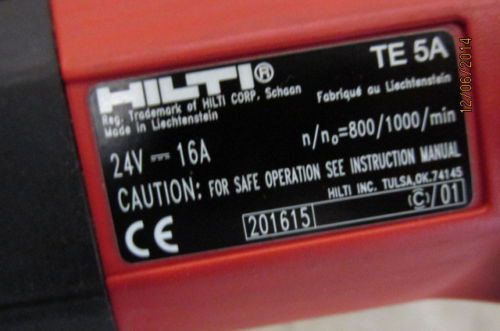 HILTI® TE 5A
Reg. Trademark of HILTI CORP. Schaan Fabriqué au Liechtenstein
Made in Liechtenstein
24V ⎓ 16A n/n₀=800/1000/min
CAUTION: FOR SAFE OPERATION SEE INSTRUCTION MANUAL
HILTI INC. TULSA,OK.74145
CE 201615 (C)/01
12/06/2014